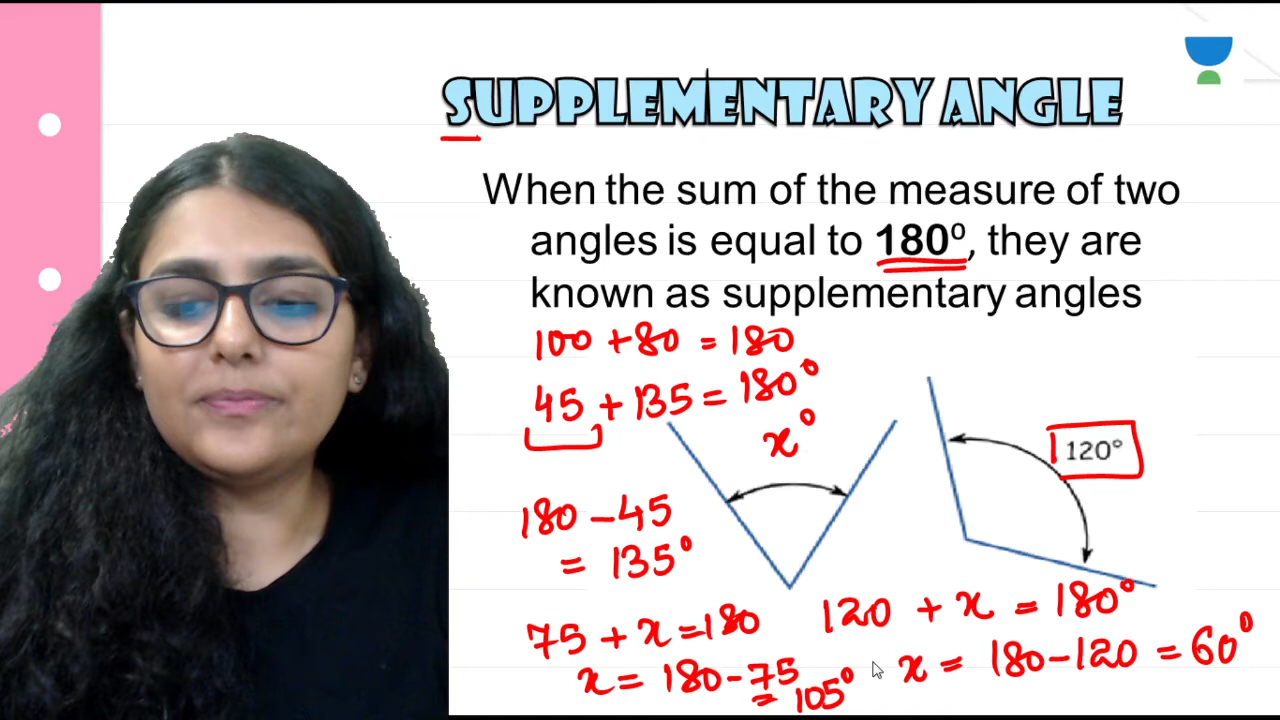 SUPPLEMENTARY ANGLE
When the sum of the measure of two
angles is equal to 180º, they are
known as supplementary angles
100 + 80 = 180
45 + 135 = 180°
x°
120°
180 - 45
= 135°
75 + x = 180
x = 180 - 75
= 105°
120 + x = 180°
x = 180 - 120 = 60°